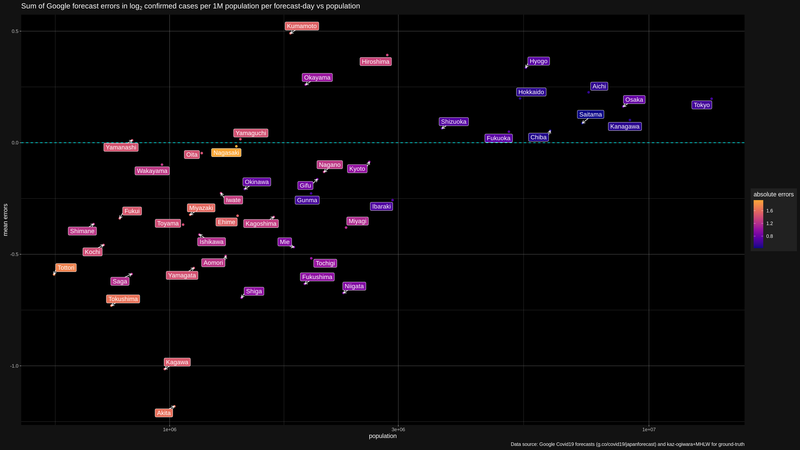 Sum of Google forecast errors in log2 confirmed cases per 1M population per forecast-day vs population
Kumamoto
0.5
Hiroshima
Hyogo
Okayama
Aichi
Hokkaido
Osaka
Tokyo
Saitama
Shizuoka
Kanagawa
Yamaguchi
Fukuoka
Chiba
0.0
Yamanashi
Oita
Nagasaki
Nagano
Wakayama
Kyoto
Okinawa
Gifu
absolute errors
Iwate
Gunma
1.6
Fukui
Miyazaki
Ibaraki
1.2
mean errors
Toyama
Ehime
Kagoshima
Miyagi
0.8
Shimane
Ishikawa
Mie
Kochi
-0.5
Tottori
Aomori
Tochigi
Saga
Yamagata
Fukushima
Shiga
Niigata
Tokushima
Kagawa
-1.0
Akita
1e+06
3e+06
1e+07
population
Data source: Google Covid19 forecasts (g.co/covid19/japanforecast) and kaz-ogiwara+MHLW for ground-truth